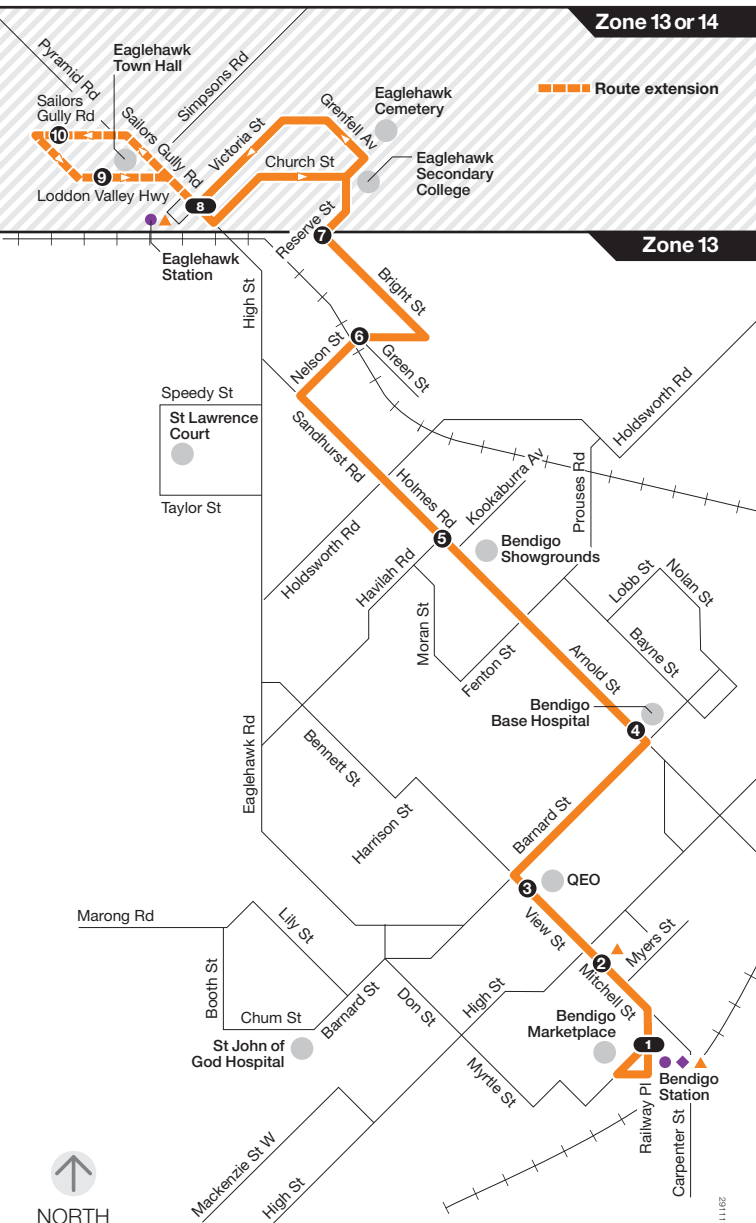 Zone 13 or 14
Route extension
Pyramid Rd
Eaglehawk
Town Hall
Simpsons Rd
Sailors
Gully Rd
Sailors Gully Rd
10
9
Loddon Valley Hwy
Victoria St
Grenfell Av
Eaglehawk
Cemetery
Church St
Eaglehawk
Secondary
College
8
Reserve St
7
Eaglehawk
Station
Zone 13
High St
Bright St
6
Nelson St
Green St
Speedy St
St Lawrence
Court
Taylor St
Sandhurst Rd
Holdsworth Rd
Holmes Rd
Kookaburra Av
Prouses Rd
5
Bendigo
Showgrounds
Holdsworth Rd
Havilah Rd
Moran St
Fenton St
Lobb St
Nolan St
Bayne St
Arnold St
Bendigo
Base Hospital
4
Eaglehawk Rd
Bennett St
Harrison St
Barnard St
QEO
3
View St
Marong Rd
Lily St
Booth St
Chum St
Barnard St
St John of
God Hospital
Don St
High St
2
Myers St
Mitchell St
Bendigo
Marketplace
1
Bendigo
Station
Myrtle St
Railway Pl
Carpenter St
Mackenzie St W
High St
NORTH
29111